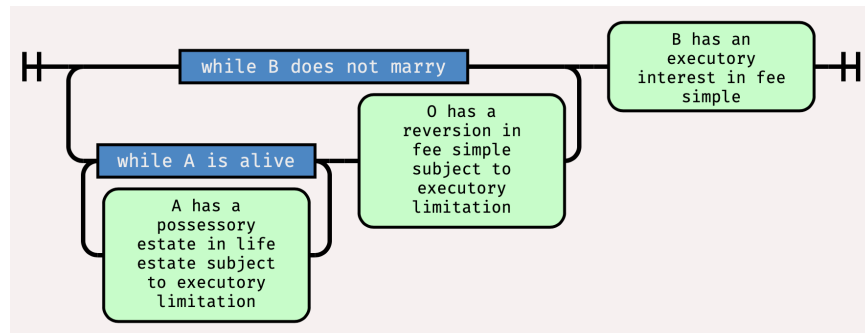 while B does not marry
B has an
executory
interest in fee
simple
while A is alive
O has a
reversion in
fee simple
subject to
executory
limitation
A has a
possessory
estate in life
estate subject
to executory
limitation